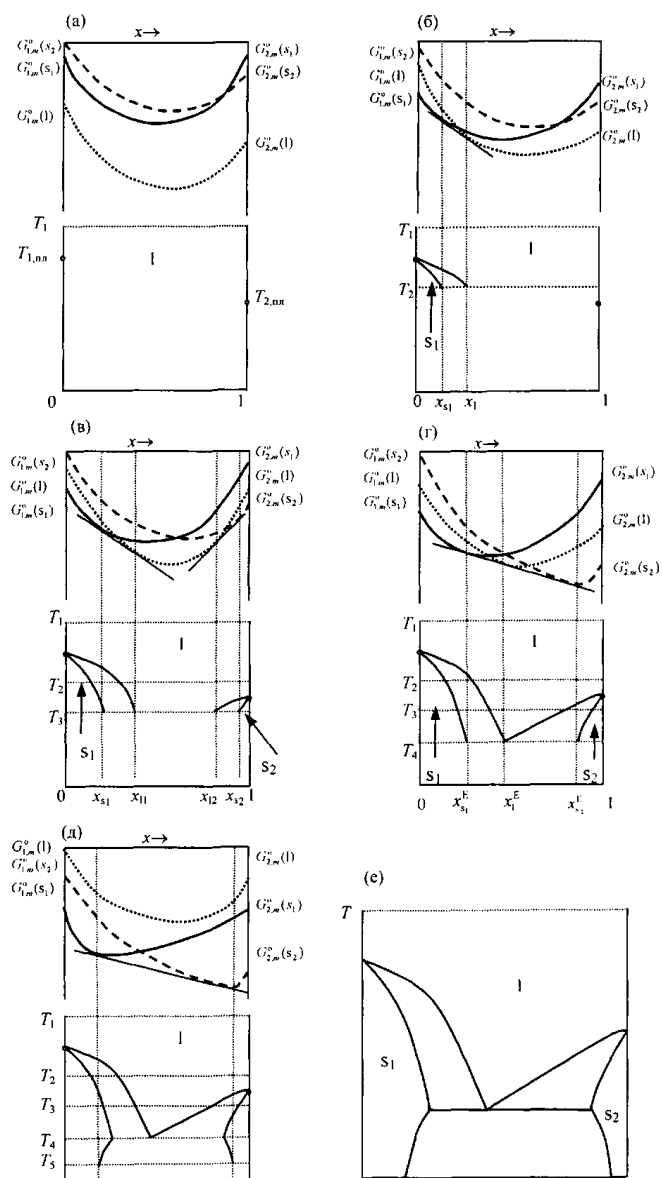 (а)
x→
G°1,m(s2)
G°1,m(s1)
G°1,m(l)
G°2,m(s1)
G°2,m(s2)
G°2,m(l)
T1
T1,пл
l
T2,пл
0
1
(б)
x→
G°1,m(s2)
G°1,m(l)
G°1,m(s1)
G°2,m(s1)
G°2,m(s2)
G°2,m(l)
T1
l
T2
s1
0
xs1
xl
1
(в)
x→
G°1,m(s2)
G°1,m(l)
G°1,m(s1)
G°2,m(s1)
G°2,m(l)
G°2,m(s2)
T1
l
T2
T3
s1
s2
0
xs1
xl1
xl2
xs2
1
(г)
x→
G°1,m(s2)
G°1,m(l)
G°1,m(s1)
G°2,m(s1)
G°2,m(l)
G°2,m(s2)
T1
l
T2
T3
T4
s1
s2
0
xEs1
xEl
xEs2
1
(д)
x→
G°1,m(l)
G°1,m(s2)
G°1,m(s1)
G°2,m(l)
G°2,m(s1)
G°2,m(s2)
T1
l
T2
T3
T4
T5
(е)
T
l
s1
s2